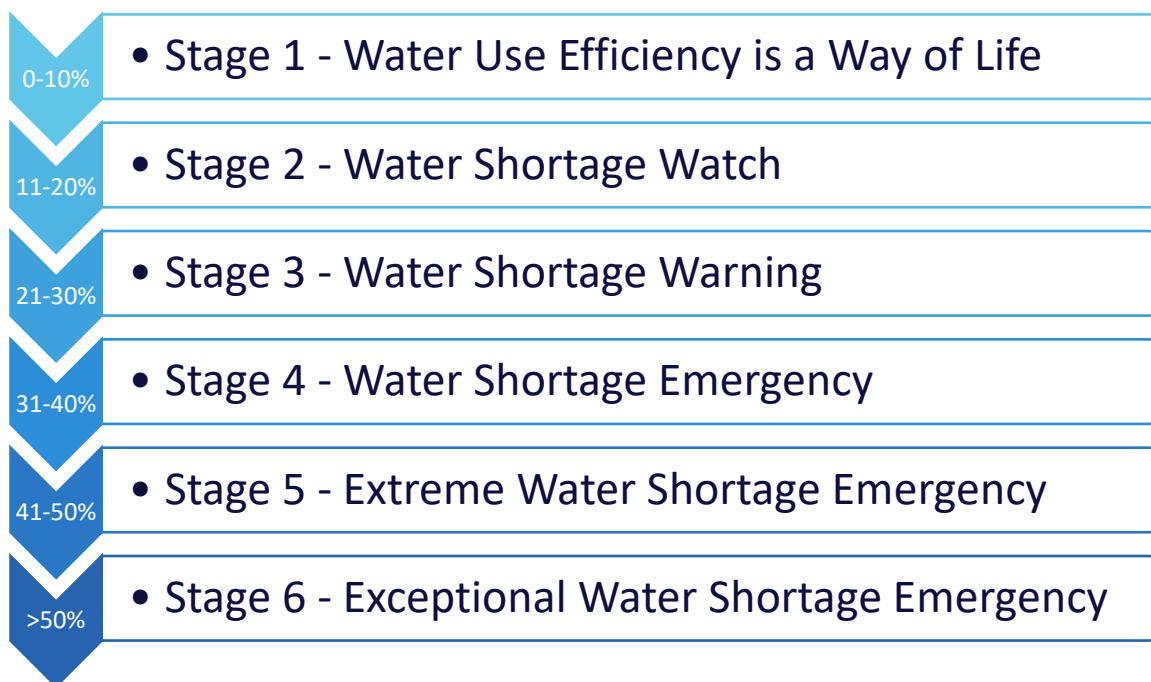 0-10%
• Stage 1 - Water Use Efficiency is a Way of Life
11-20%
• Stage 2 - Water Shortage Watch
21-30%
• Stage 3 - Water Shortage Warning
31-40%
• Stage 4 - Water Shortage Emergency
41-50%
• Stage 5 - Extreme Water Shortage Emergency
>50%
• Stage 6 - Exceptional Water Shortage Emergency